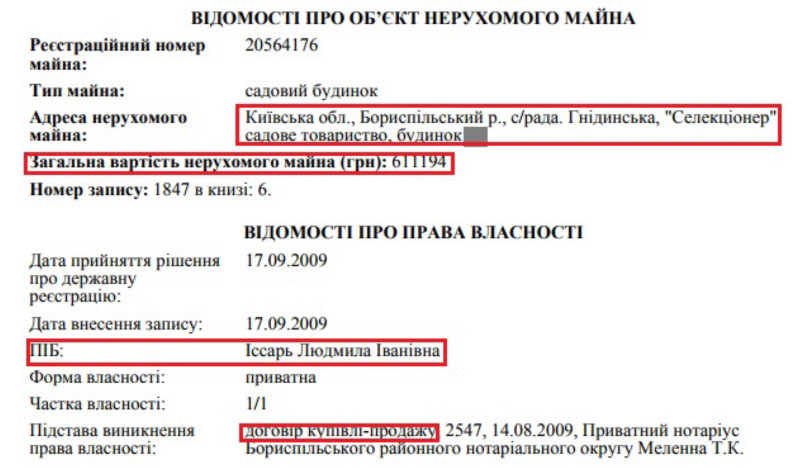 ВІДОМОСТІ ПРО ОБ’ЄКТ НЕРУХОМОГО МАЙНА
Реєстраційний номер майна: 20564176
Тип майна: садовий будинок
Адреса нерухомого майна: Київська обл., Бориспільський р., с/рада. Гнідинська, "Селекціонер" садове товариство, будинок
Загальна вартість нерухомого майна (грн): 611194
Номер запису: 1847 в книзі: 6.
ВІДОМОСТІ ПРО ПРАВА ВЛАСНОСТІ
Дата прийняття рішення про державну реєстрацію: 17.09.2009
Дата внесення запису: 17.09.2009
ПІБ: Іссарь Людмила Іванівна
Форма власності: приватна
Частка власності: 1/1
Підстава виникнення права власності: договір купівлі-продажу, 2547, 14.08.2009, Приватний нотаріус Бориспільського районного нотаріального округу Меленна Т.К.